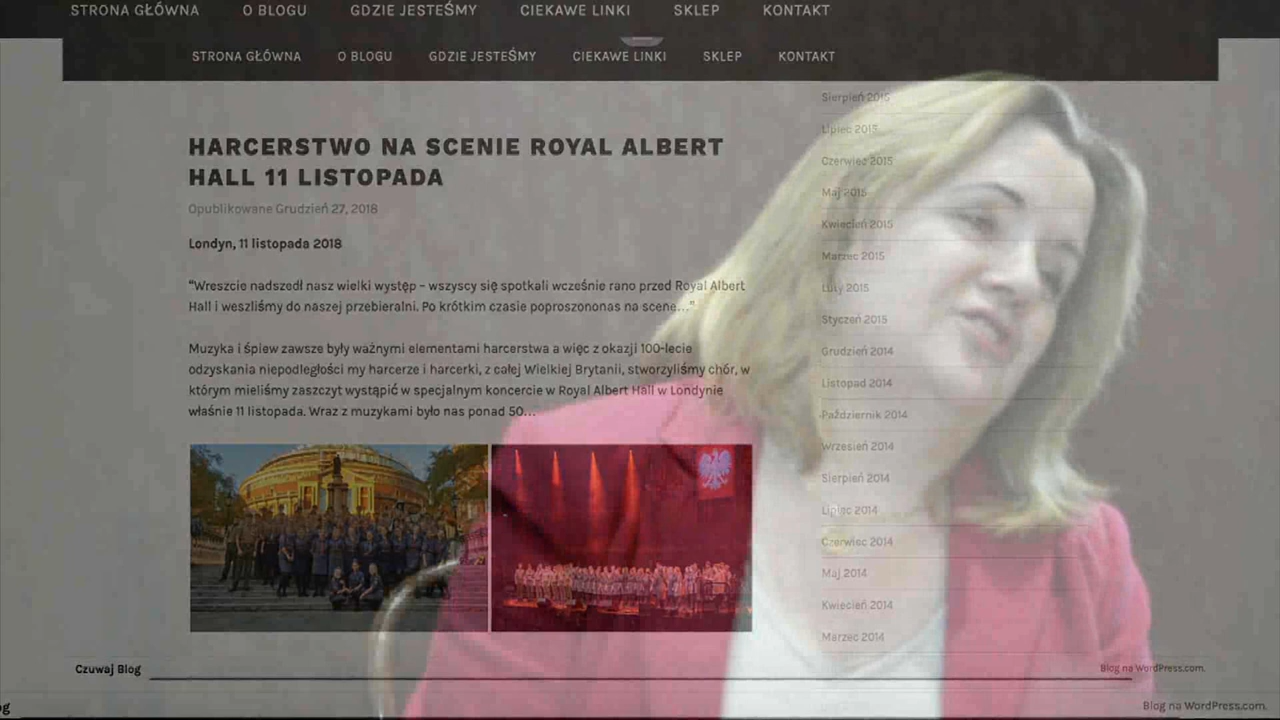 STRONA GŁÓWNA O BLOGU GDZIE JESTEŚMY CIEKAWE LINKI SKLEP KONTAKT
STRONA GŁÓWNA O BLOGU GDZIE JESTEŚMY CIEKAWE LINKI SKLEP KONTAKT
HARCERSTWO NA SCENIE ROYAL ALBERT
HALL 11 LISTOPADA
Opublikowane Grudzień 27, 2018
Londyn, 11 listopada 2018
“Wreszcie nadszedł nasz wielki występ – wszyscy się spotkali wcześnie rano przed Royal Albert
Hall i weszliśmy do naszej przebieralni. Po krótkim czasie poproszononas na scene…”
Muzyka i śpiew zawsze były ważnymi elementami harcerstwa a więc z okazji 100-lecie
odzyskania niepodległości my harcerze i harcerki, z całej Wielkiej Brytanii, stworzyliśmy chór, w
którym mieliśmy zaszczyt wystąpić w specjalnym koncercie w Royal Albert Hall w Londynie
właśnie 11 listopada. Wraz z muzykami było nas ponad 50…
Sierpień 2015
Lipiec 2015
Czerwiec 2015
Maj 2015
Kwiecień 2015
Marzec 2015
Luty 2015
Styczeń 2015
Grudzień 2014
Listopad 2014
Październik 2014
Wrzesień 2014
Sierpień 2014
Lipiec 2014
Czerwiec 2014
Maj 2014
Kwiecień 2014
Marzec 2014
Czuwaj Blog
Blog na WordPress.com.
og
Blog na WordPress.com.